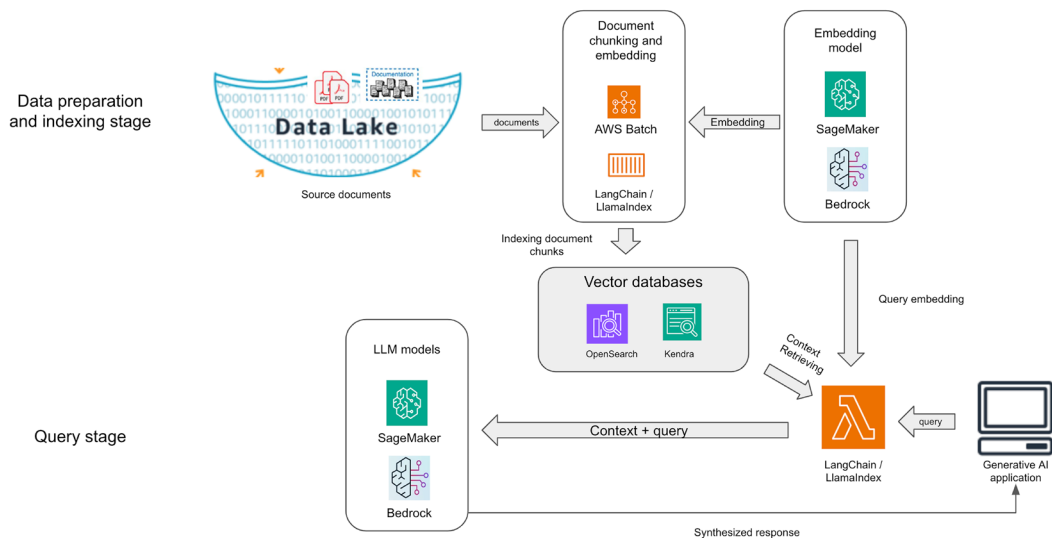 Data preparation
and indexing stage
Documentation
PDF
PDF
PDF
Data Lake
Source documents
documents
Document
chunking and
embedding
AWS Batch
LangChain /
LlamaIndex
Embedding
Embedding
model
SageMaker
Bedrock
Indexing document
chunks
Vector databases
OpenSearch
Kendra
Query embedding
Context
Retrieving
Query stage
LLM models
SageMaker
Bedrock
Context + query
LangChain /
LlamaIndex
query
Generative AI
application
Synthesized response